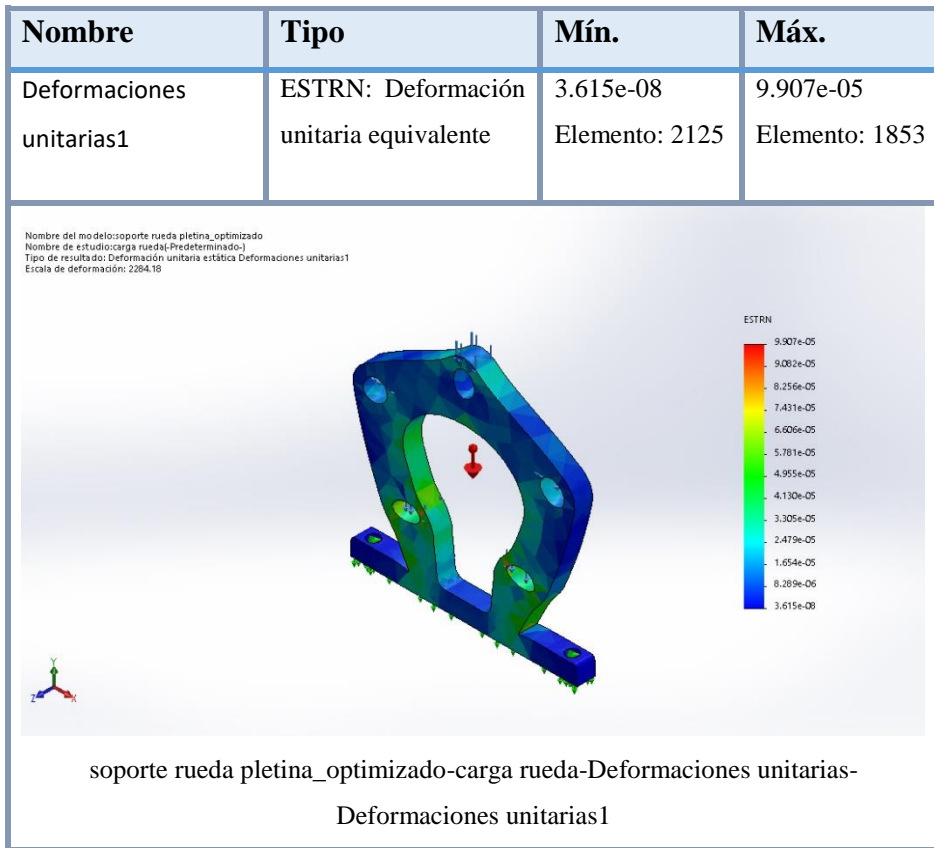 Nombre Tipo Mín. Máx.
Deformaciones unitarias1 ESTRN: Deformación unitaria equivalente 3.615e-08 Elemento: 2125 9.907e-05 Elemento: 1853
Nombre del modelo:soporte rueda pletina_optimizado
Nombre de estudio:carga rueda(-Predeterminado-)
Tipo de resultado: Deformación unitaria estática Deformaciones unitarias1
Escala de deformación: 2284.18
ESTRN
9.907e-05
9.082e-05
8.256e-05
7.431e-05
6.606e-05
5.781e-05
4.955e-05
4.130e-05
3.305e-05
2.479e-05
1.654e-05
8.289e-06
3.615e-08
Y
Z X
soporte rueda pletina_optimizado-carga rueda-Deformaciones unitarias-
Deformaciones unitarias1